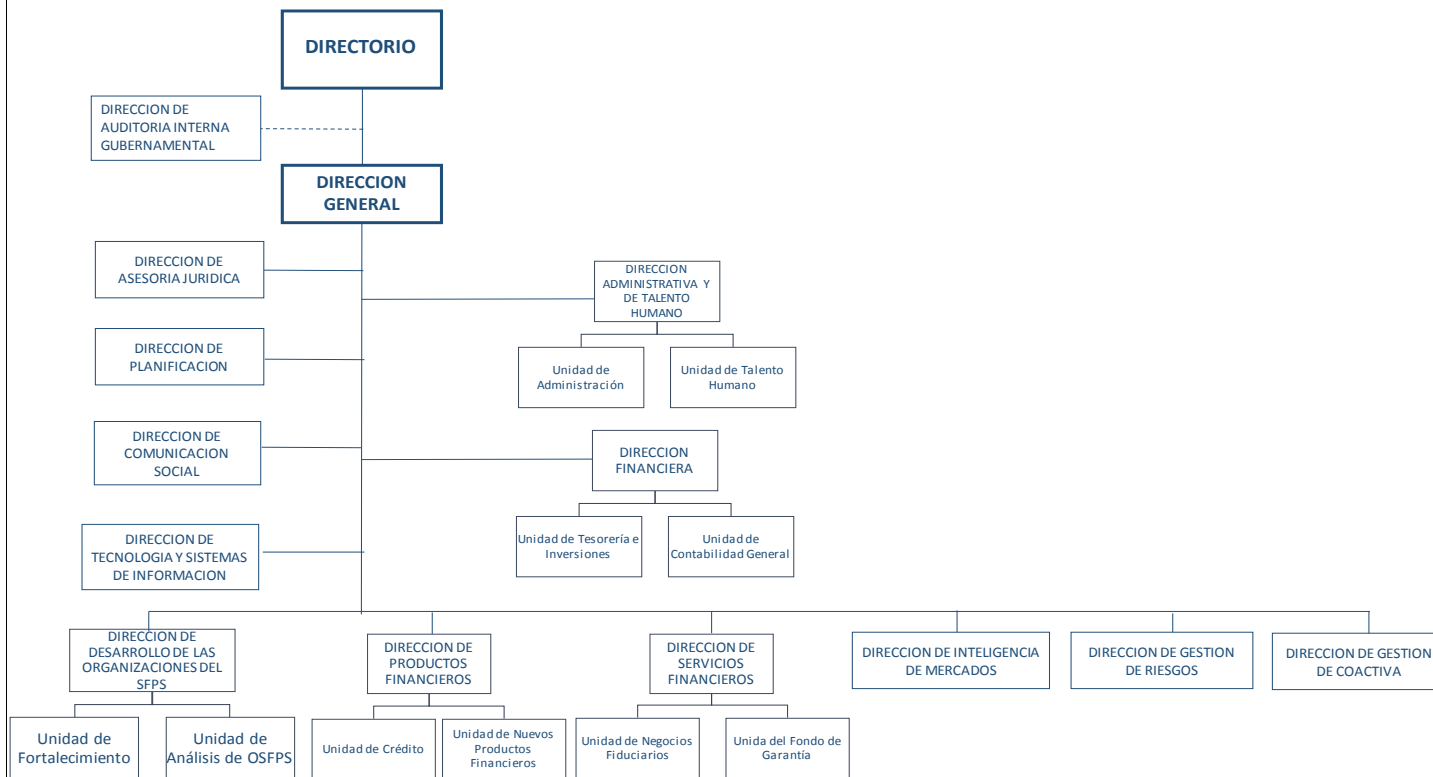 DIRECTORIO
DIRECCION DE
AUDITORIA INTERNA
GUBERNAMENTAL
DIRECCION
GENERAL
DIRECCION DE
ASESORIA JURIDICA
DIRECCION
ADMINISTRATIVA Y
DE TALENTO
HUMANO
DIRECCION DE
PLANIFICACION
Unidad de
Administración
Unidad de Talento
Humano
DIRECCION DE
COMUNICACION
SOCIAL
DIRECCION
FINANCIERA
DIRECCION DE
TECNOLOGIA Y SISTEMAS
DE INFORMACION
Unidad de Tesorería e
Inversiones
Unidad de
Contabilidad General
DIRECCION DE
DESARROLLO DE LAS
ORGANIZACIONES DEL
SFPS
DIRECCION DE
PRODUCTOS
FINANCIEROS
DIRECCION DE
SERVICIOS
FINANCIEROS
DIRECCION DE INTELIGENCIA
DE MERCADOS
DIRECCION DE GESTION
DE RIESGOS
DIRECCION DE GESTION
DE COACTIVA
Unidad de
Fortalecimiento
Unidad de
Análisis de OSFPS
Unidad de Crédito
Unidad de Nuevos
Productos
Financieros
Unidad de Negocios
Fiduciarios
Unida del Fondo de
Garantía